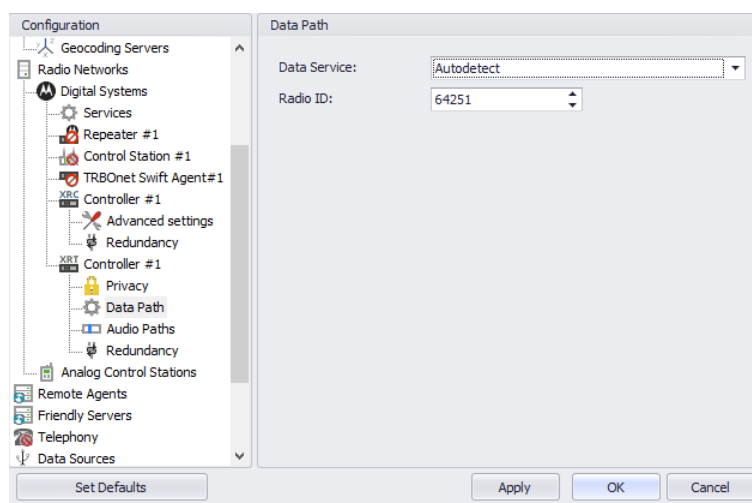 Configuration
Geocoding Servers
Radio Networks
Digital Systems
Services
Repeater #1
Control Station #1
TRBOnet Swift Agent#1
XRC Controller #1
Advanced settings
Redundancy
XRT Controller #1
Privacy
Data Path
Audio Paths
Redundancy
Analog Control Stations
Remote Agents
Friendly Servers
Telephony
Data Sources
Data Path
Data Service: Autodetect
Radio ID: 64251
Set Defaults
Apply OK Cancel